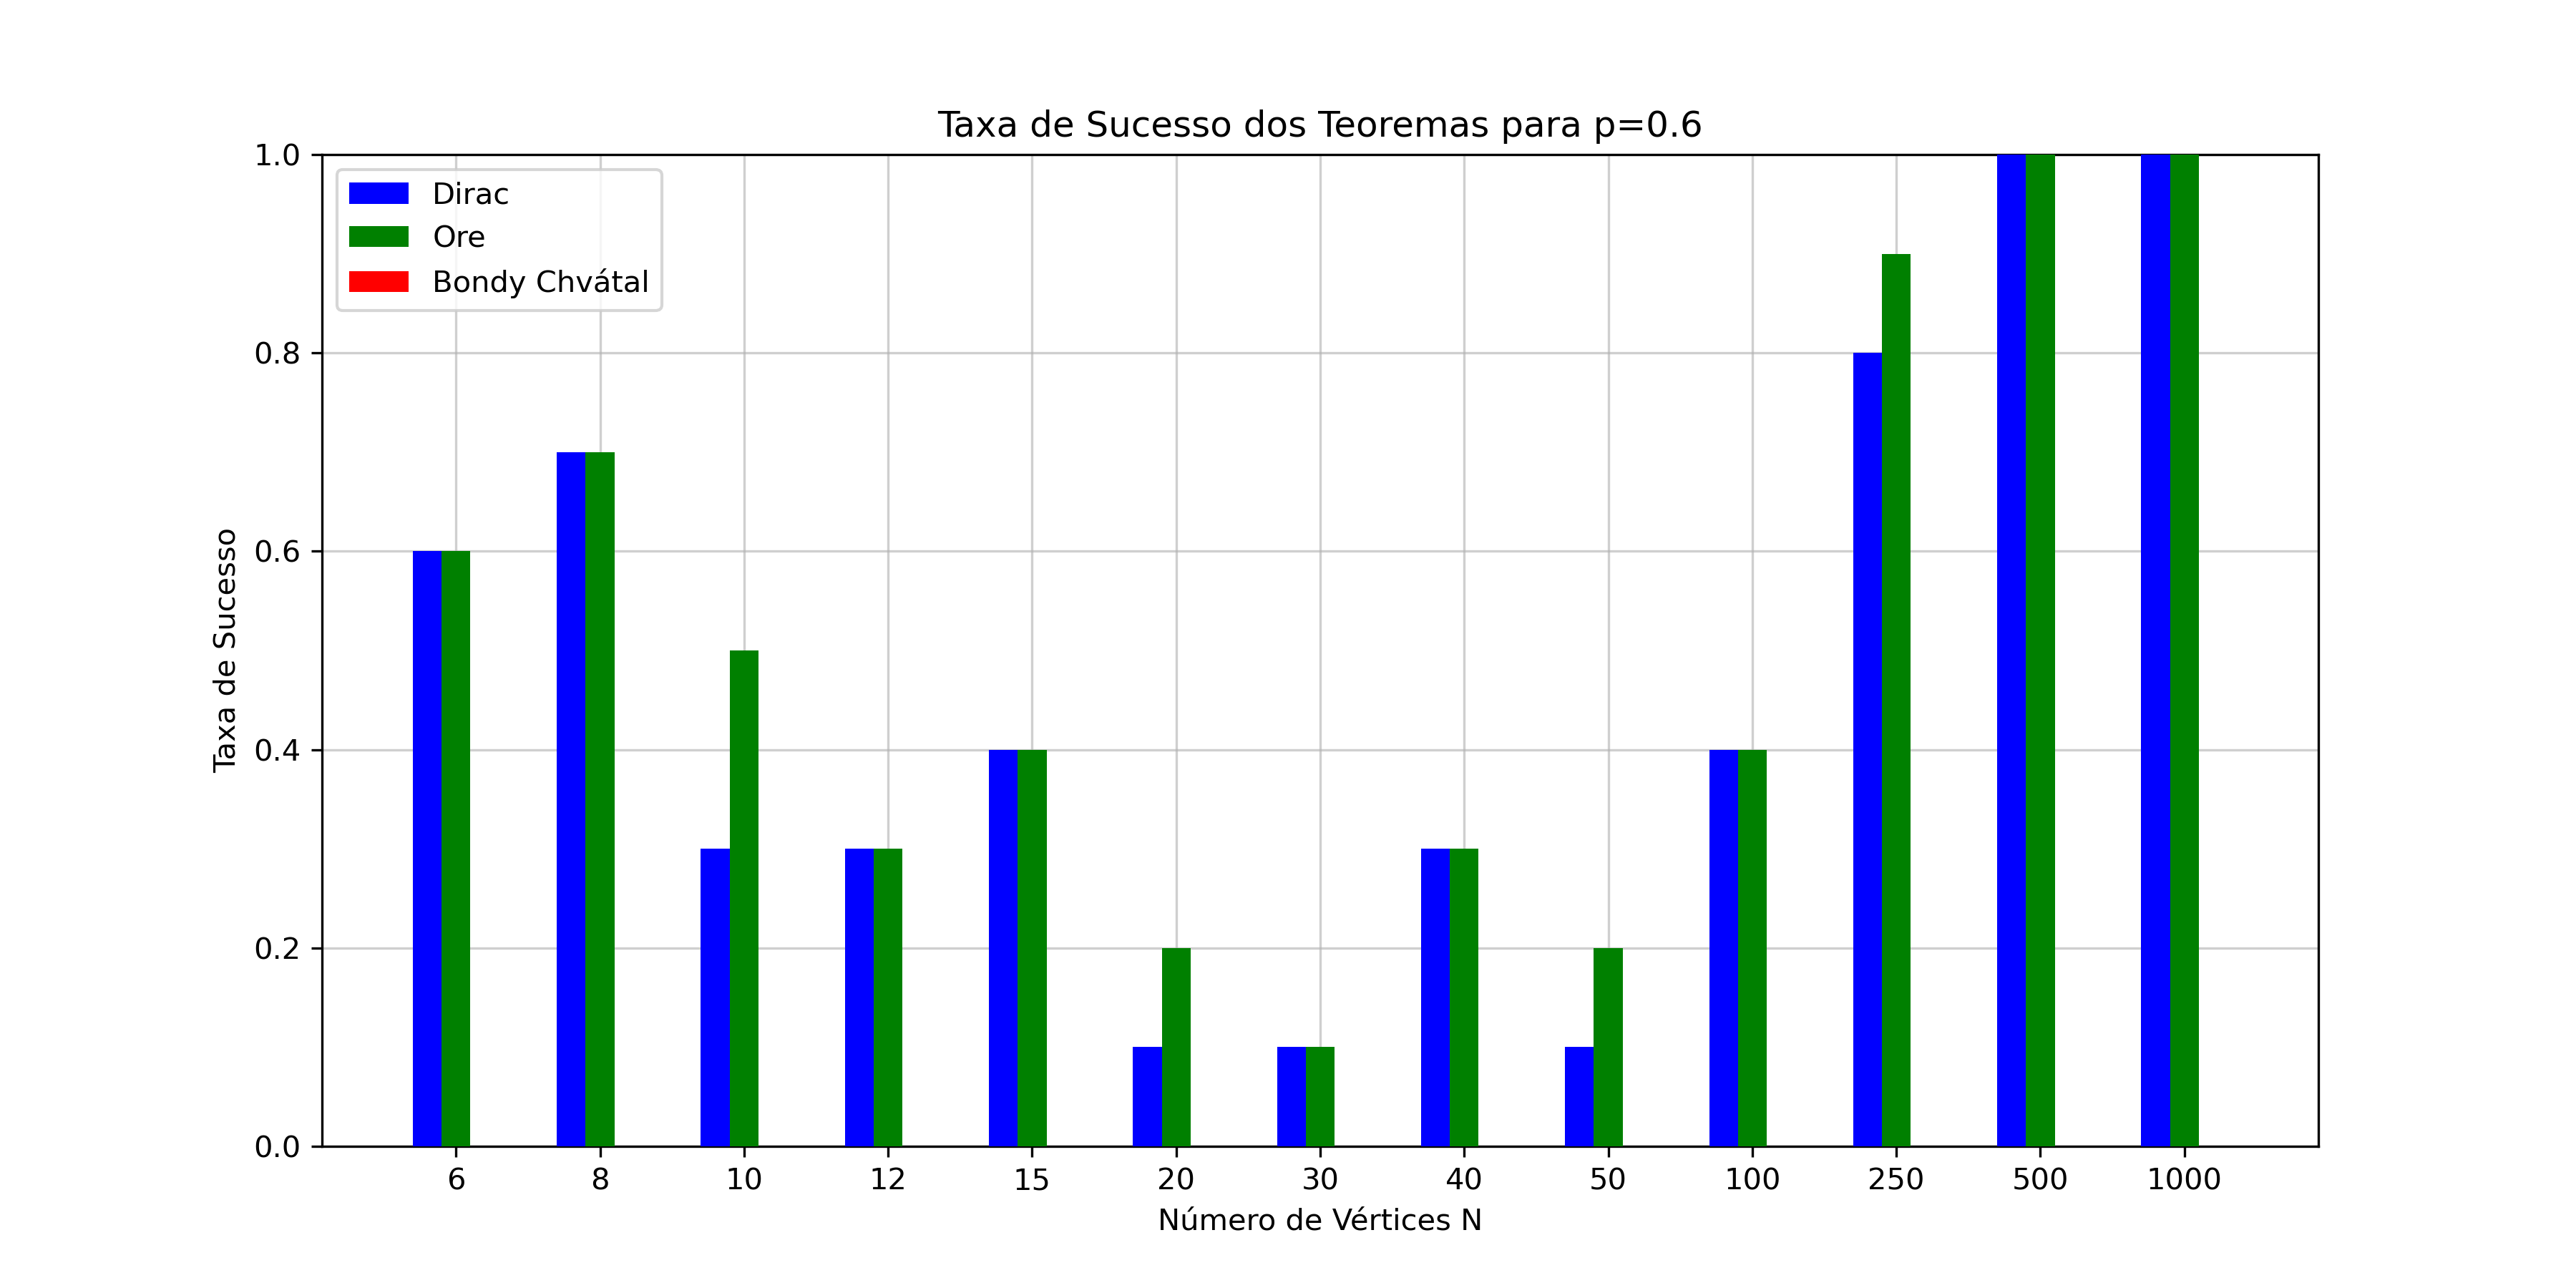 Taxa de Sucesso dos Teoremas para p=0.6
1.0
0.8
0.6
0.4
0.2
0.0
Taxa de Sucesso
Dirac
Ore
Bondy Chvátal
6 8 10 12 15 20 30 40 50 100 250 500 1000
Número de Vértices N